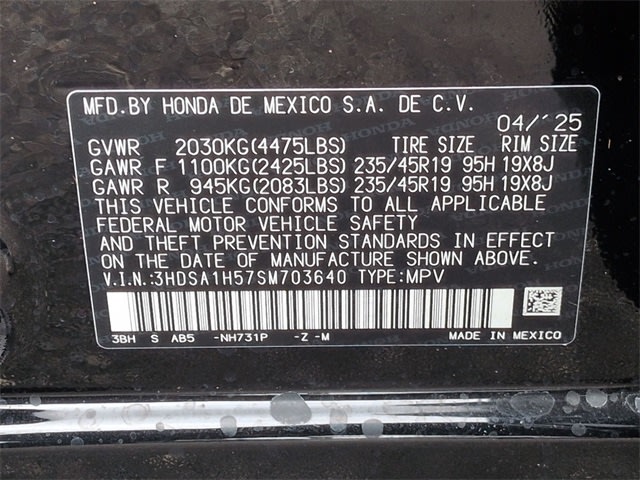 MFD.BY HONDA DE MEXICO S.A. DE C.V.
04/'25
GVWR 2030KG(4475LBS) TIRE SIZE RIM SIZE
GAWR F 1100KG(2425LBS) 235/45R19 95H 19X8J
GAWR R 945KG(2083LBS) 235/45R19 95H 19X8J
THIS VEHICLE CONFORMS TO ALL APPLICABLE
FEDERAL MOTOR VEHICLE SAFETY
AND THEFT PREVENTION STANDARDS IN EFFECT
ON THE DATE OF MANUFACTURE SHOWN ABOVE.
V.I.N.:3HDSA1H57SM703640 TYPE:MPV
3BH S AB5 -NH731P -Z -M MADE IN MEXICO